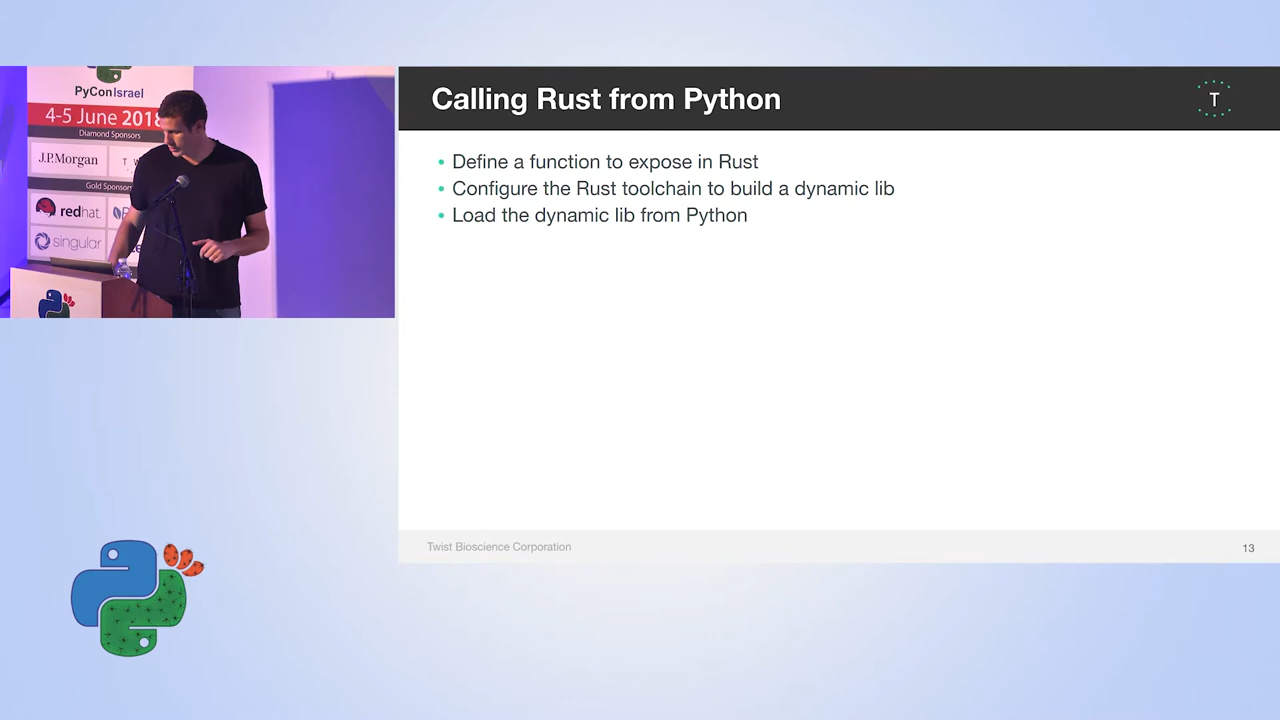 PyConIsrael
4-5 June 2018
Diamond Sponsors
J.P.Morgan
T W
Gold Sponsors
redhat.
singular
Calling Rust from Python
T
• Define a function to expose in Rust
• Configure the Rust toolchain to build a dynamic lib
• Load the dynamic lib from Python
Twist Bioscience Corporation
13